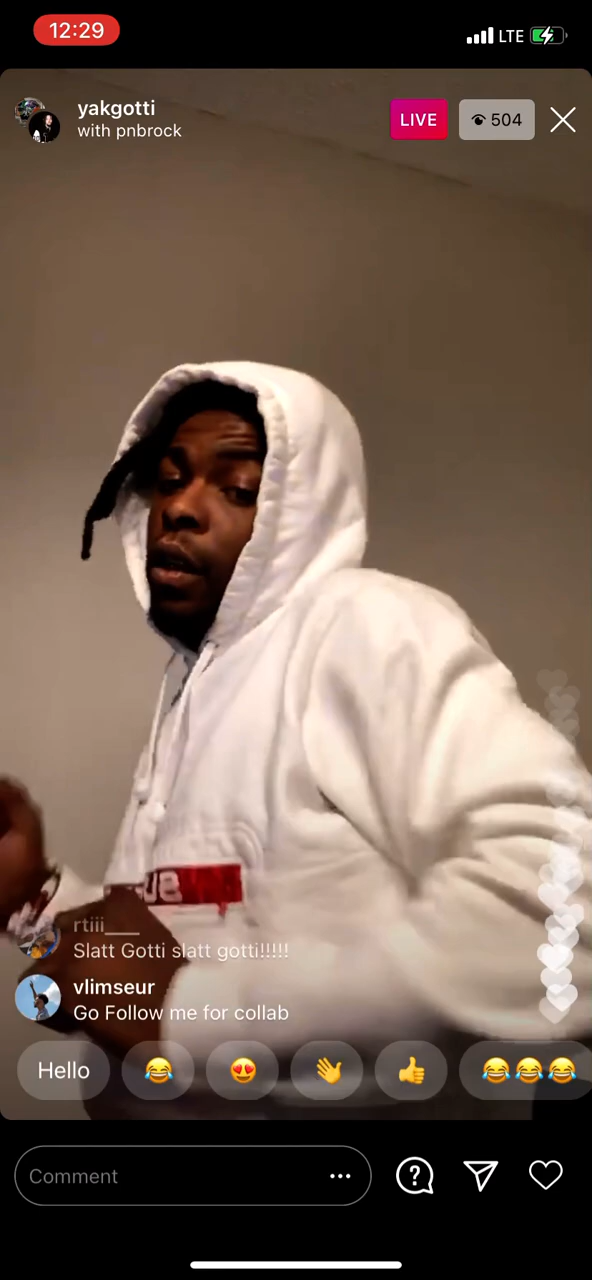 12:29
LTE
yakgotti
with pnbrock
LIVE
504
rtiii___
Slatt Gotti slatt gotti!!!!!
vlimseur
Go Follow me for collab
Hello
Comment